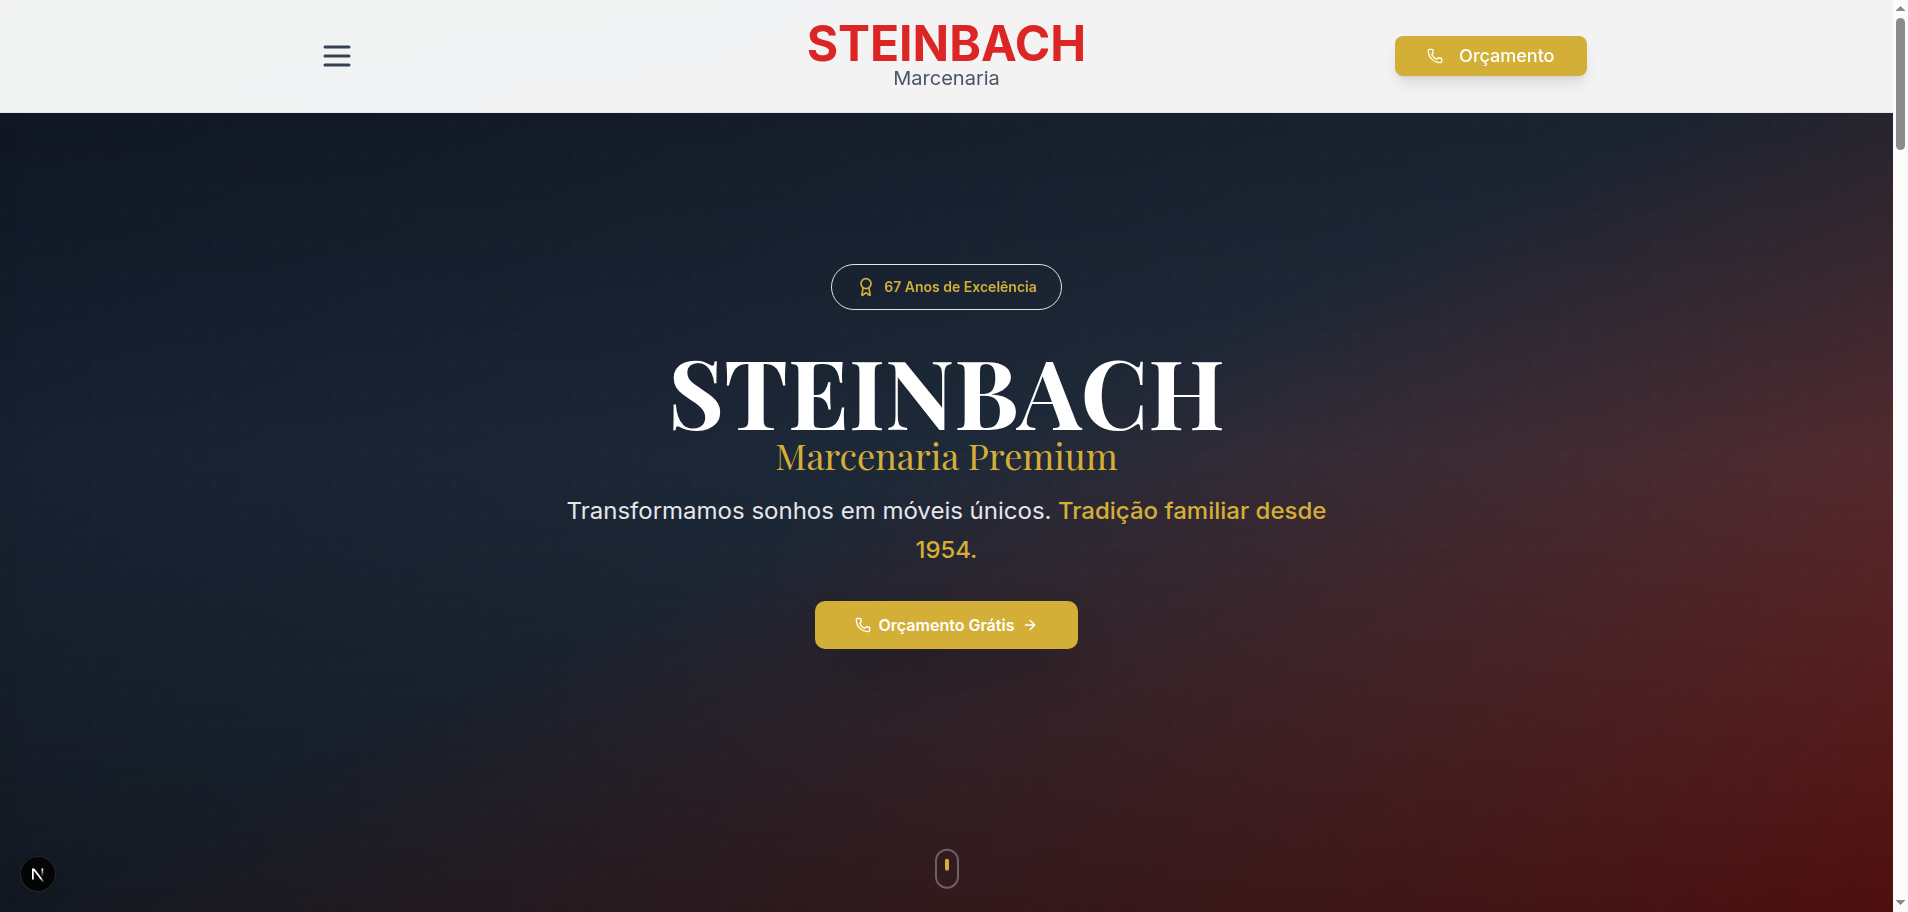 STEINBACH
Marcenaria
Orçamento
67 Anos de Excelência
STEINBACH
Marcenaria Premium
Transformamos sonhos em móveis únicos. Tradição familiar desde
1954.
Orçamento Grátis
N